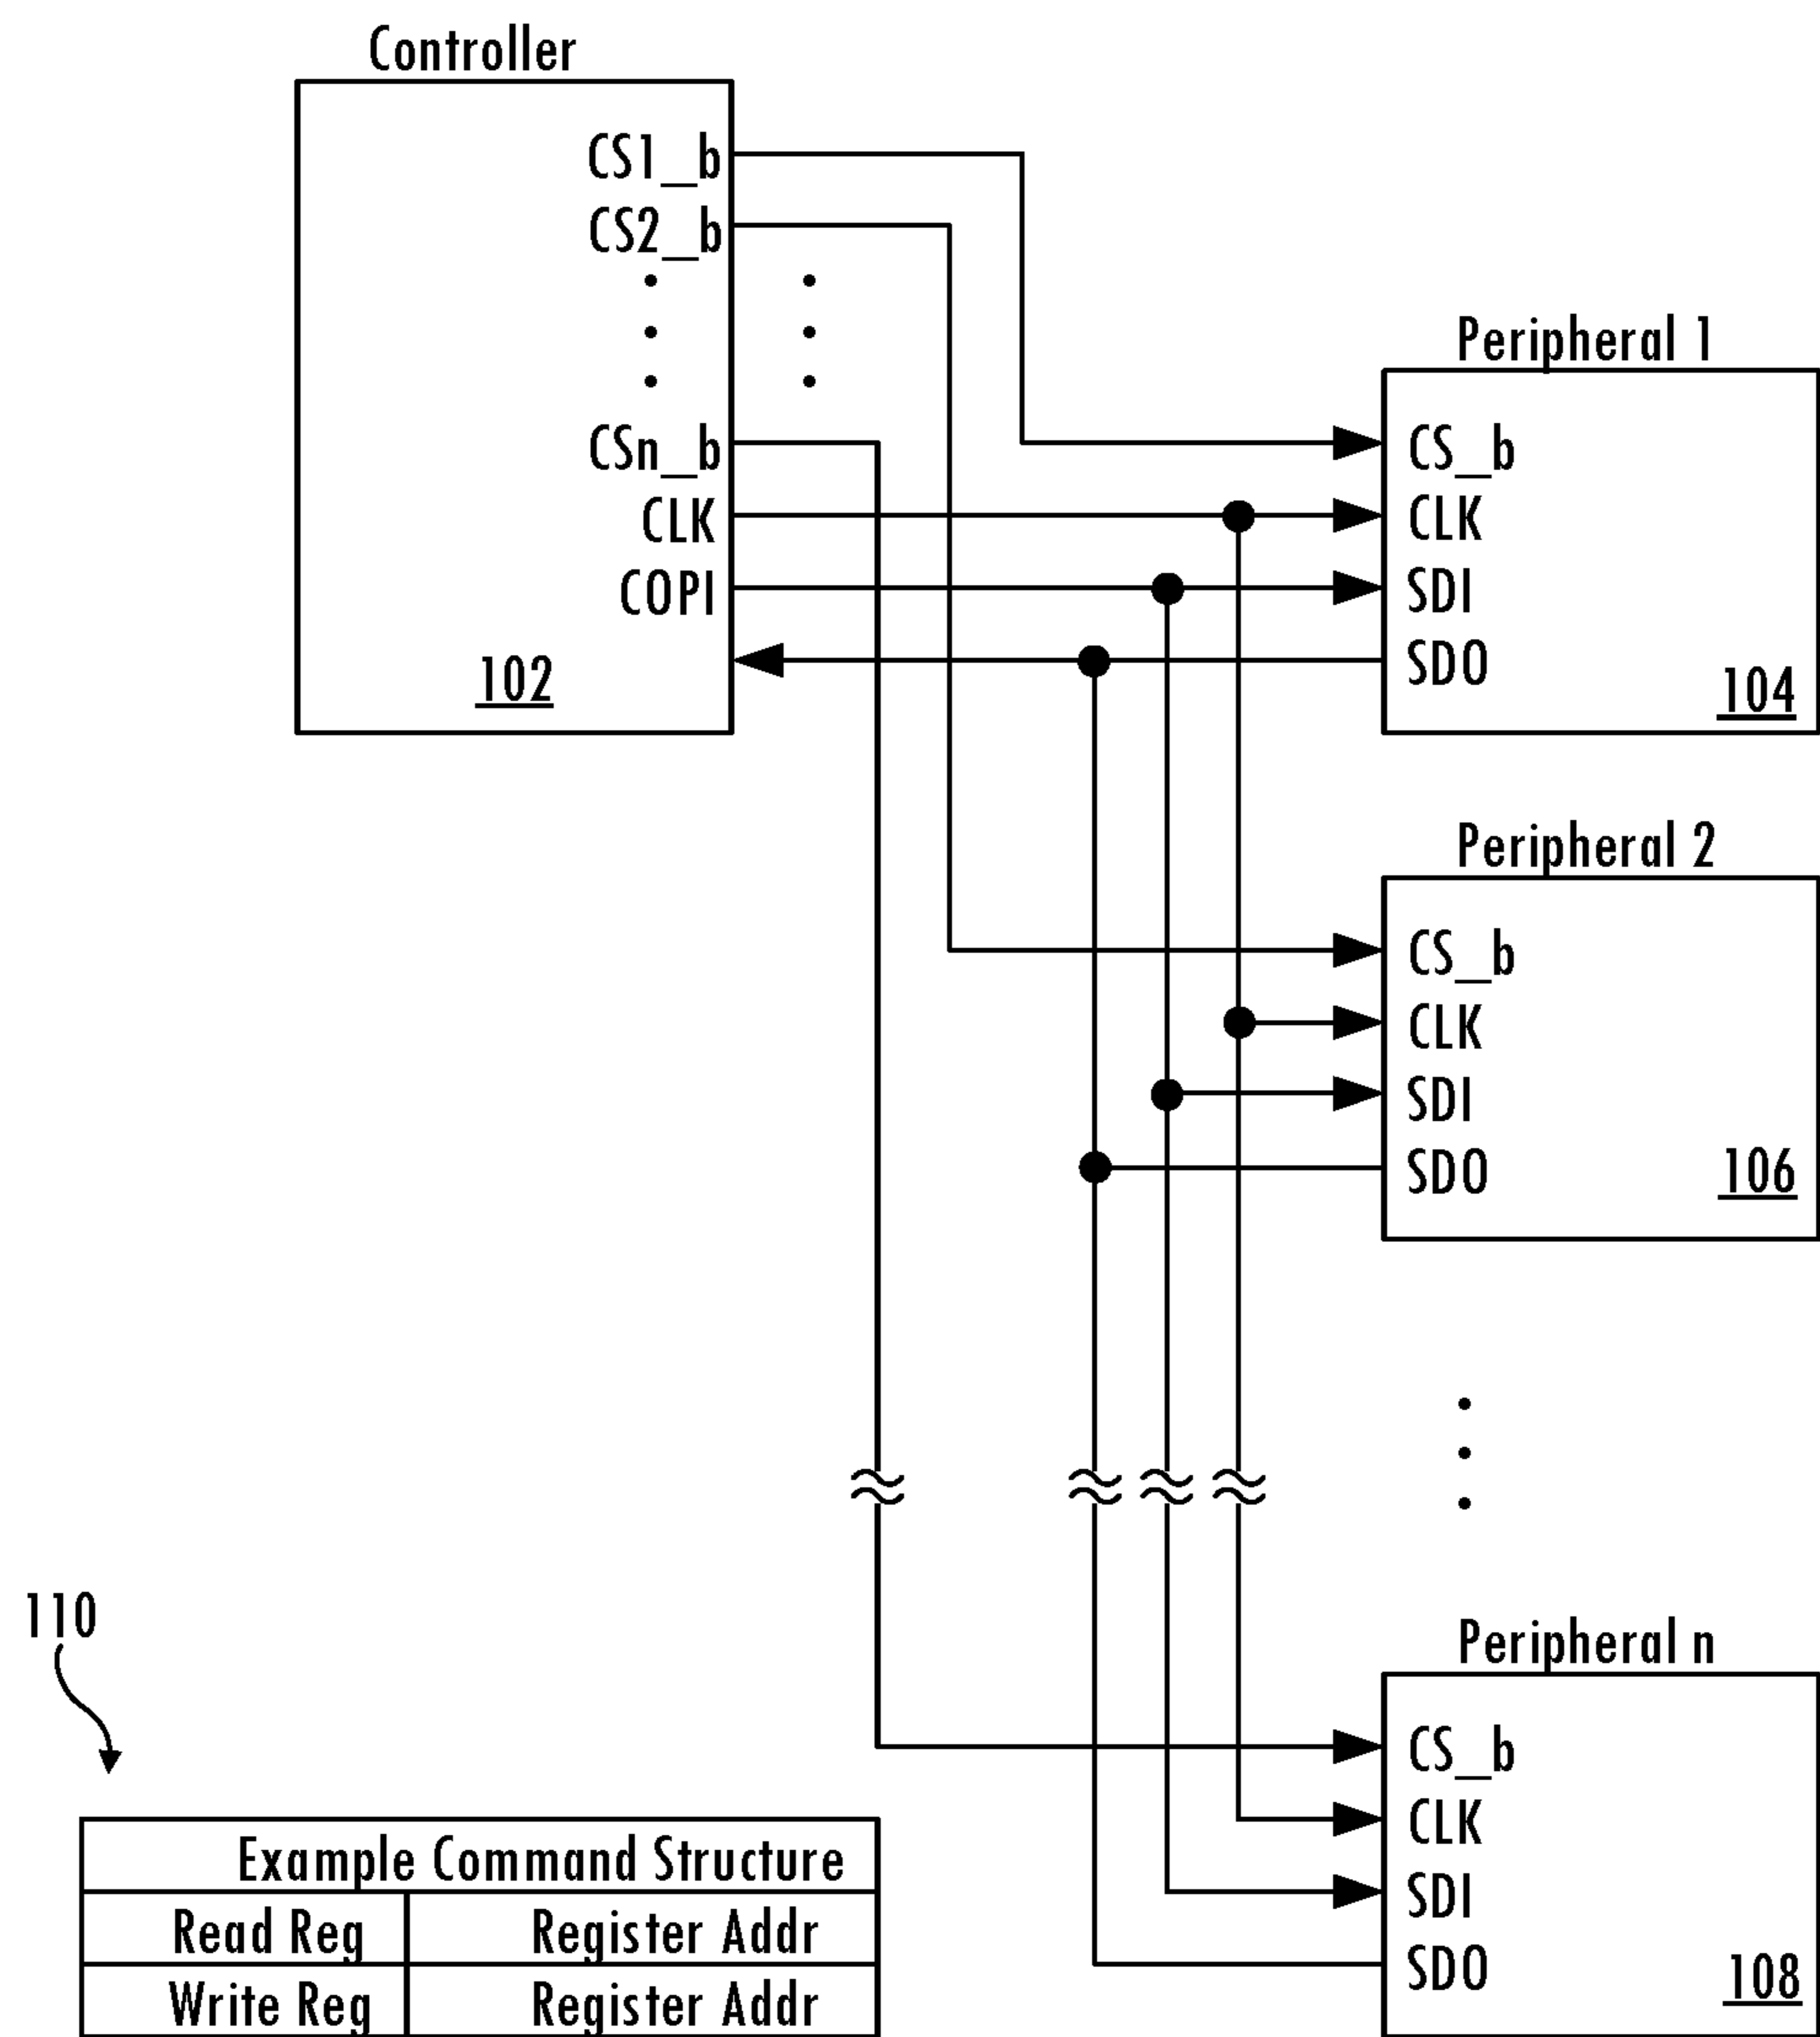 Controller
CS1_b
CS2_b
CSn_b
CLK
COPI
102
Peripheral 1
CS_b
CLK
SDI
SDO
104
Peripheral 2
CS_b
CLK
SDI
SDO
106
Peripheral n
CS_b
CLK
SDI
SDO
108
110
Example Command Structure
Read Reg Register Addr
Write Reg Register Addr